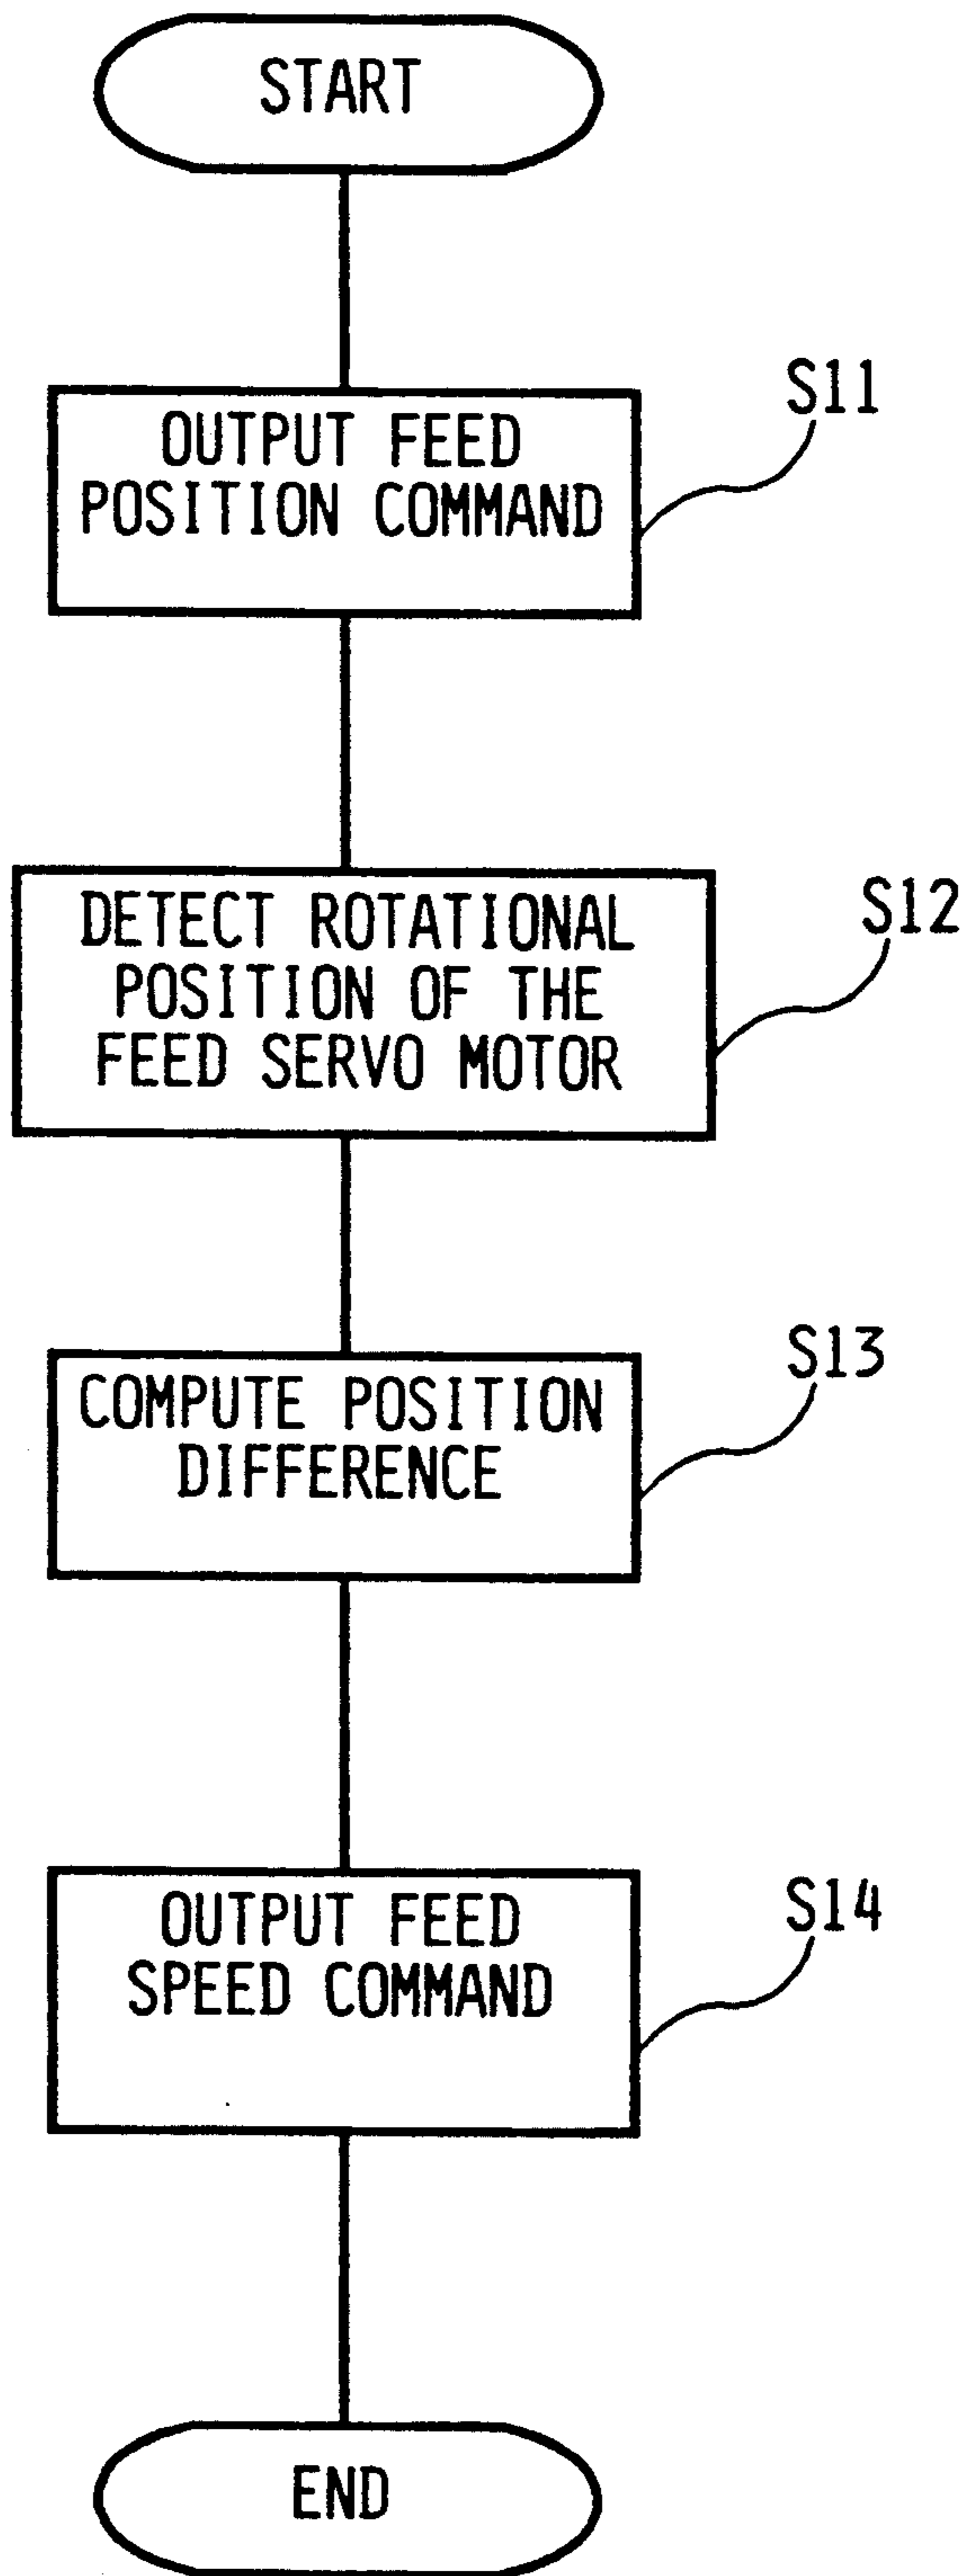 START
S11
OUTPUT FEED
POSITION COMMAND
S12
DETECT ROTATIONAL
POSITION OF THE
FEED SERVO MOTOR
S13
COMPUTE POSITION
DIFFERENCE
S14
OUTPUT FEED
SPEED COMMAND
END